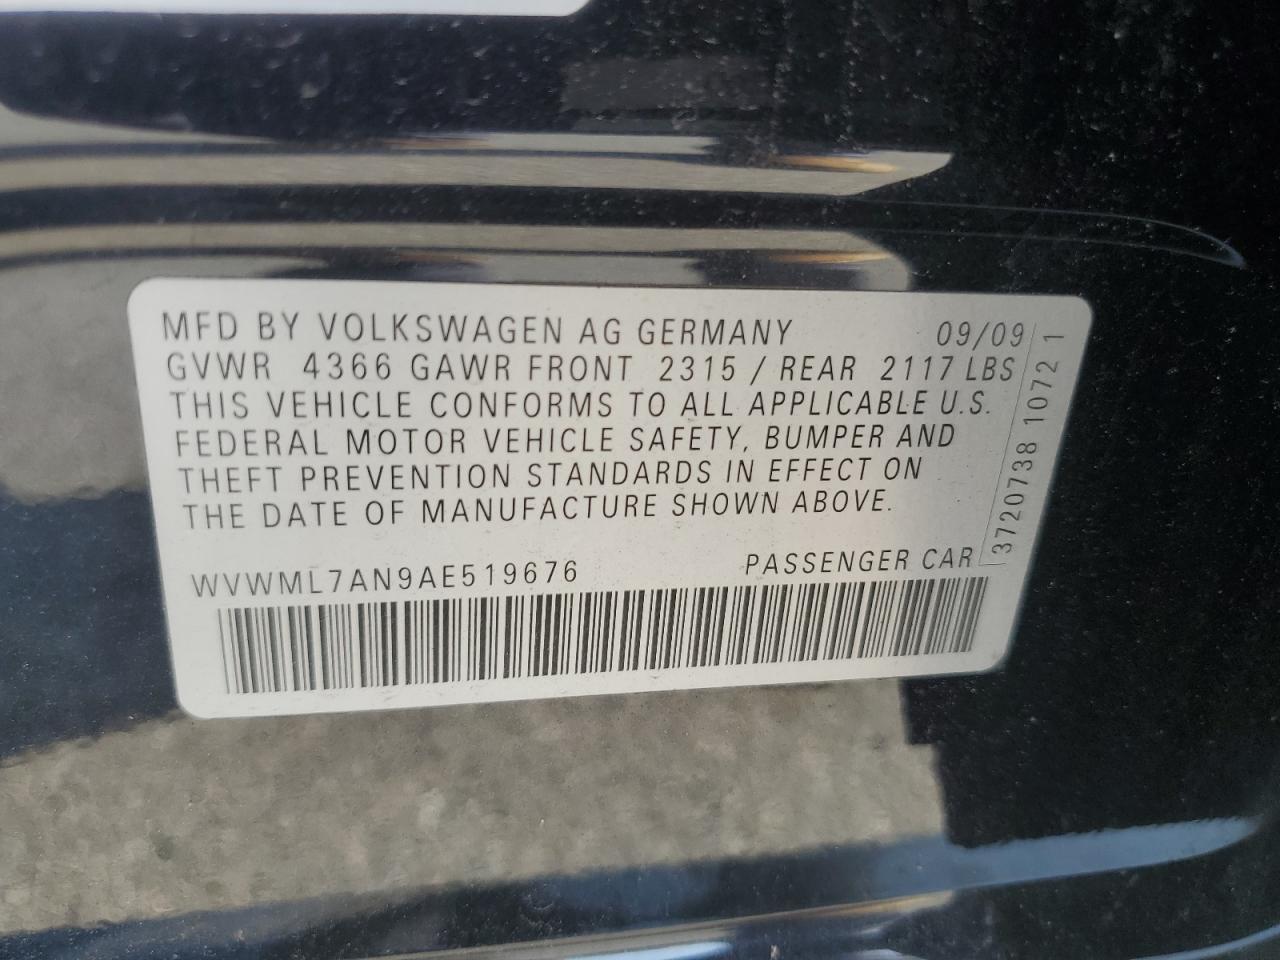 MFD BY VOLKSWAGEN AG GERMANY 09/09
GVWR 4366 GAWR FRONT 2315 / REAR 2117 LBS
THIS VEHICLE CONFORMS TO ALL APPLICABLE U.S.
FEDERAL MOTOR VEHICLE SAFETY, BUMPER AND
THEFT PREVENTION STANDARDS IN EFFECT ON
THE DATE OF MANUFACTURE SHOWN ABOVE.
WVWML7AN9AE519676 PASSENGER CAR
3720738 1072 1